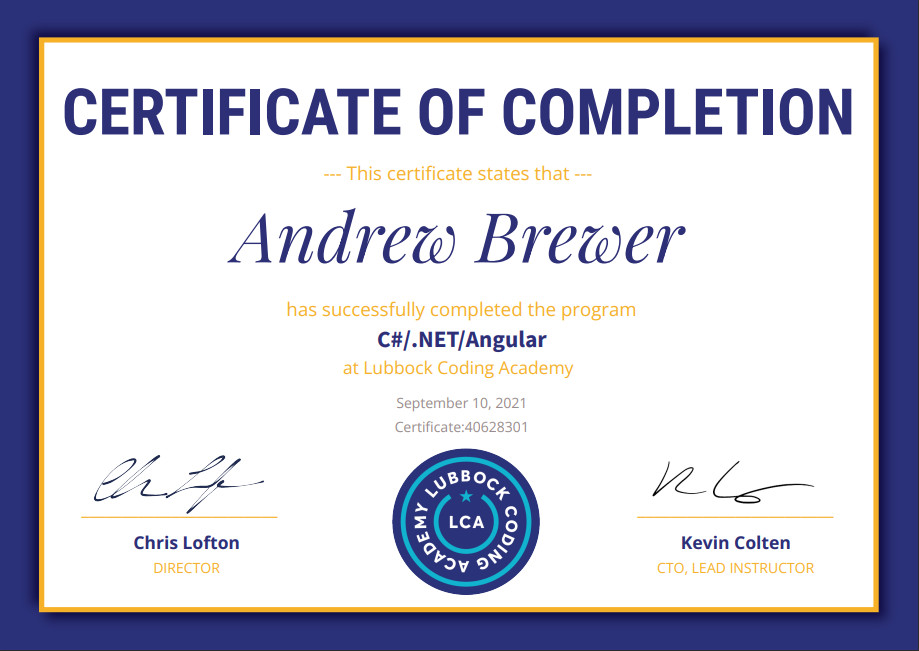 CERTIFICATE OF COMPLETION
--- This certificate states that ---
Andrew Brewer
has successfully completed the program
C#/.NET/Angular
at Lubbock Coding Academy
September 10, 2021
Certificate:40628301
LUBBOCK CODING ACADEMY
LCA
Chris Lofton
DIRECTOR
Kevin Colten
CTO, LEAD INSTRUCTOR